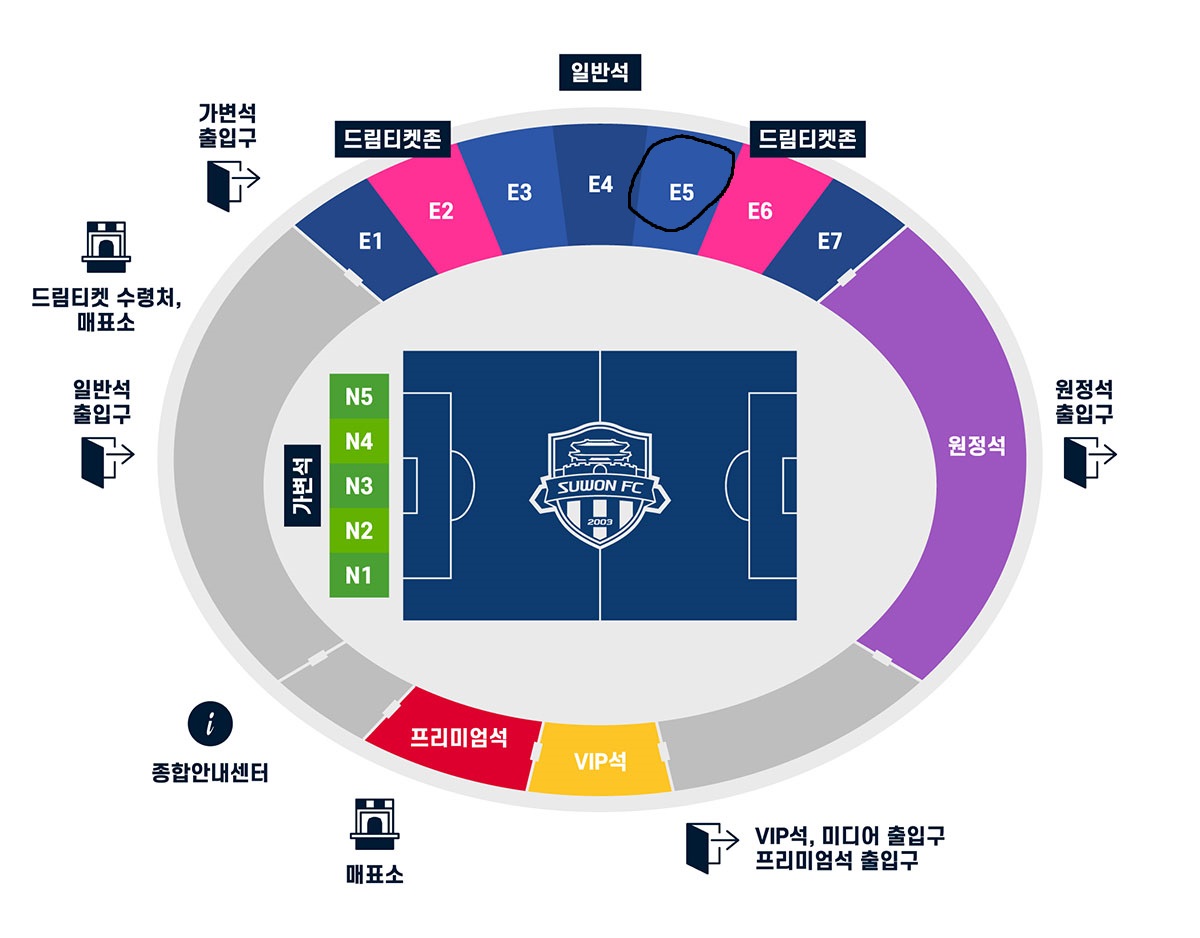 일반석
가변석
출입구
드림티켓존
드림티켓존
E1
E2
E3
E4
E5
E6
E7
드림티켓 수령처,
매표소
일반석
출입구
원정석
출입구
가변석
N5
N4
N3
N2
N1
SUWON FC
2003
원정석
프리미엄석
VIP석
i
종합안내센터
매표소
VIP석, 미디어 출입구
프리미엄석 출입구